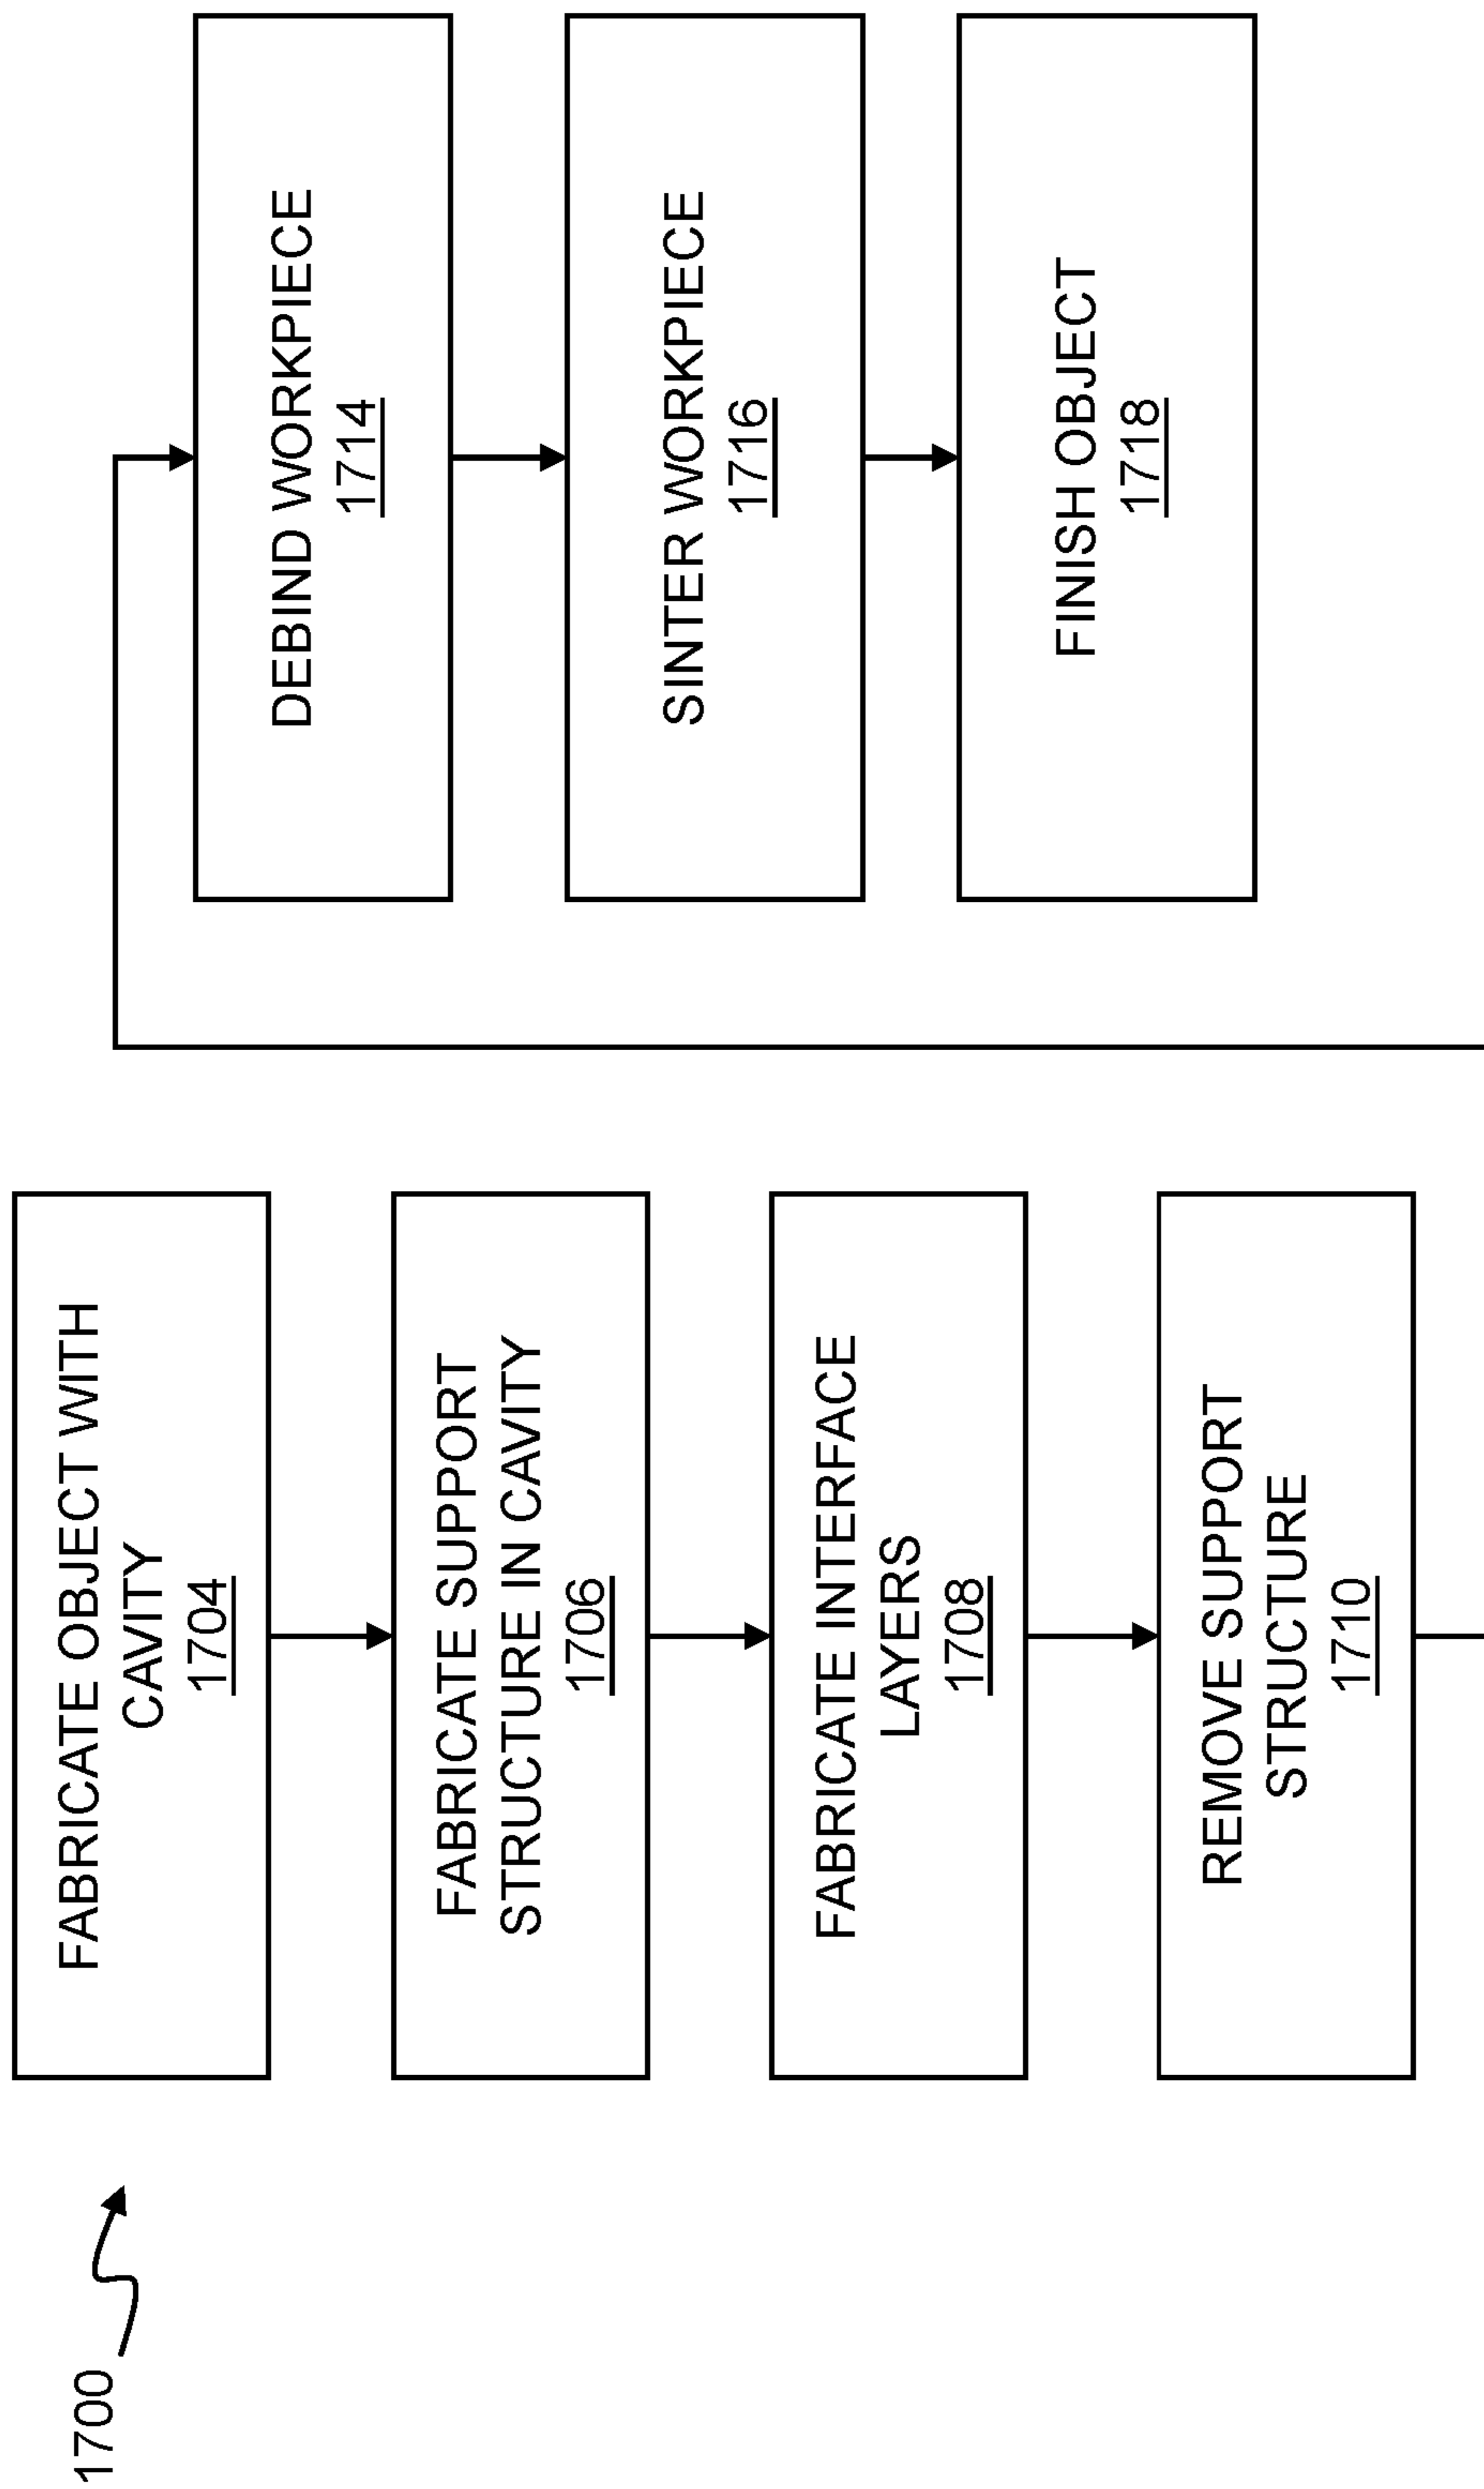 1700
FABRICATE OBJECT WITH
CAVITY
1704
FABRICATE SUPPORT
STRUCTURE IN CAVITY
1706
FABRICATE INTERFACE
LAYERS
1708
REMOVE SUPPORT
STRUCTURE
1710
DEBIND WORKPIECE
1714
SINTER WORKPIECE
1716
FINISH OBJECT
1718